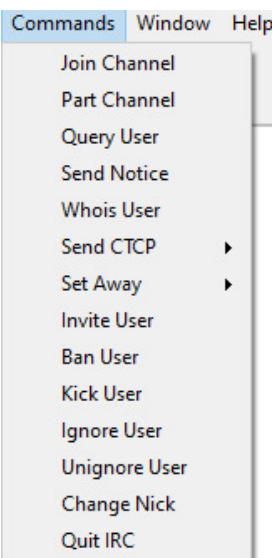 Commands Window Help
Join Channel
Part Channel
Query User
Send Notice
Whois User
Send CTCP
Set Away
Invite User
Ban User
Kick User
Ignore User
Unignore User
Change Nick
Quit IRC